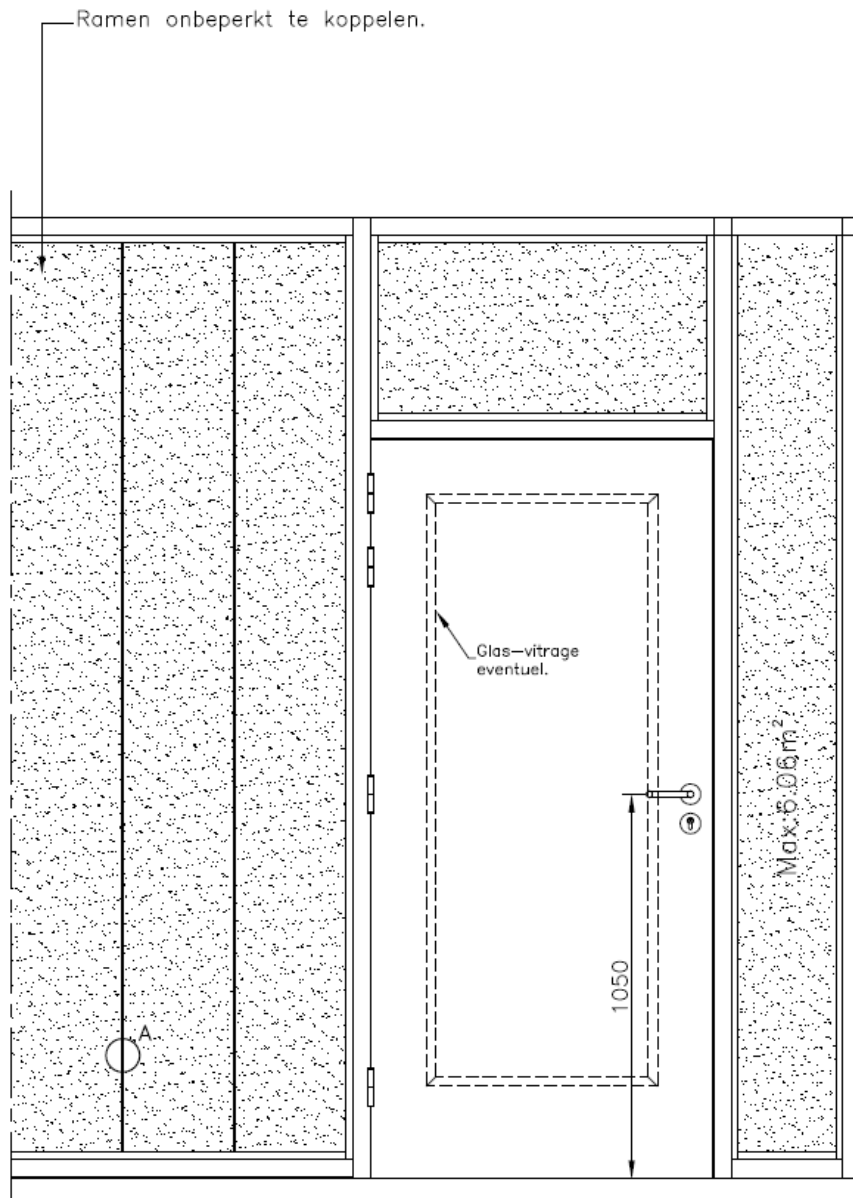 Ramen onbeperkt te koppelen.
Glas-vitrage
eventuel.
Max.6.06m²
1050
A